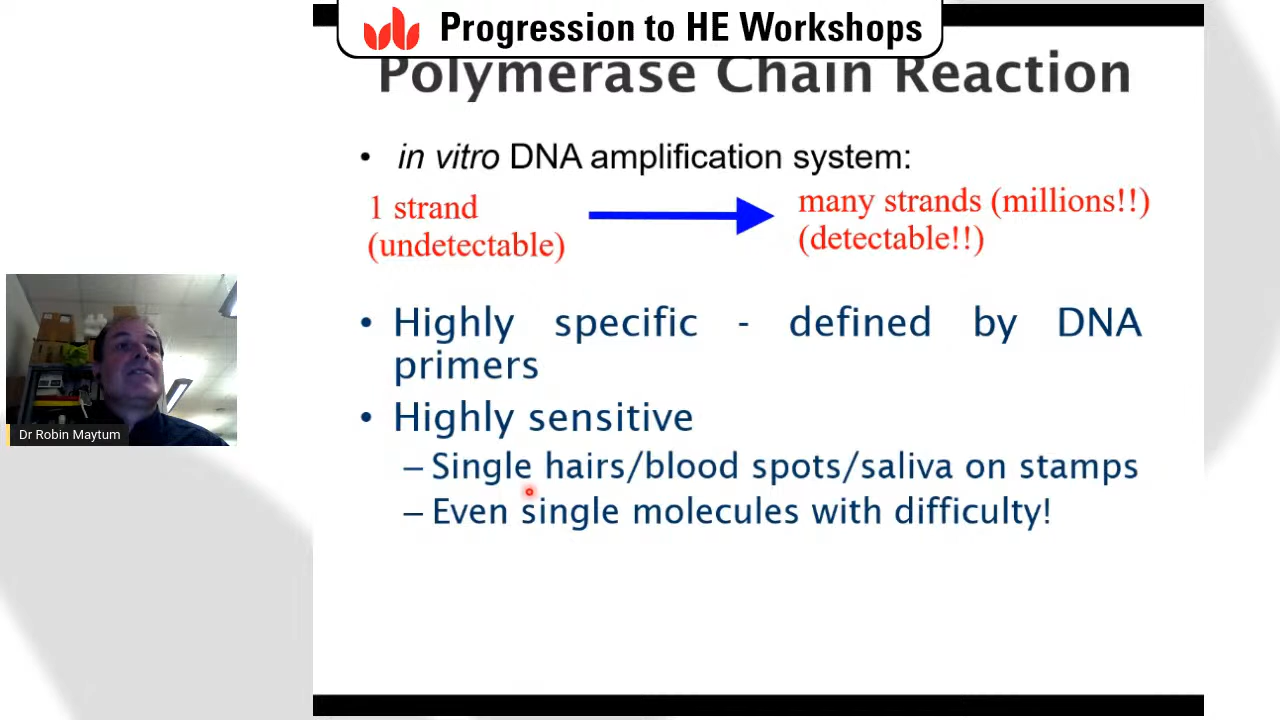 Progression to HE Workshops
Polymerase Chain Reaction
• in vitro DNA amplification system:
1 strand
(undetectable)
many strands (millions!!)
(detectable!!)
• Highly specific - defined by DNA
primers
• Highly sensitive
– Single hairs/blood spots/saliva on stamps
– Even single molecules with difficulty!
Dr Robin Maytum